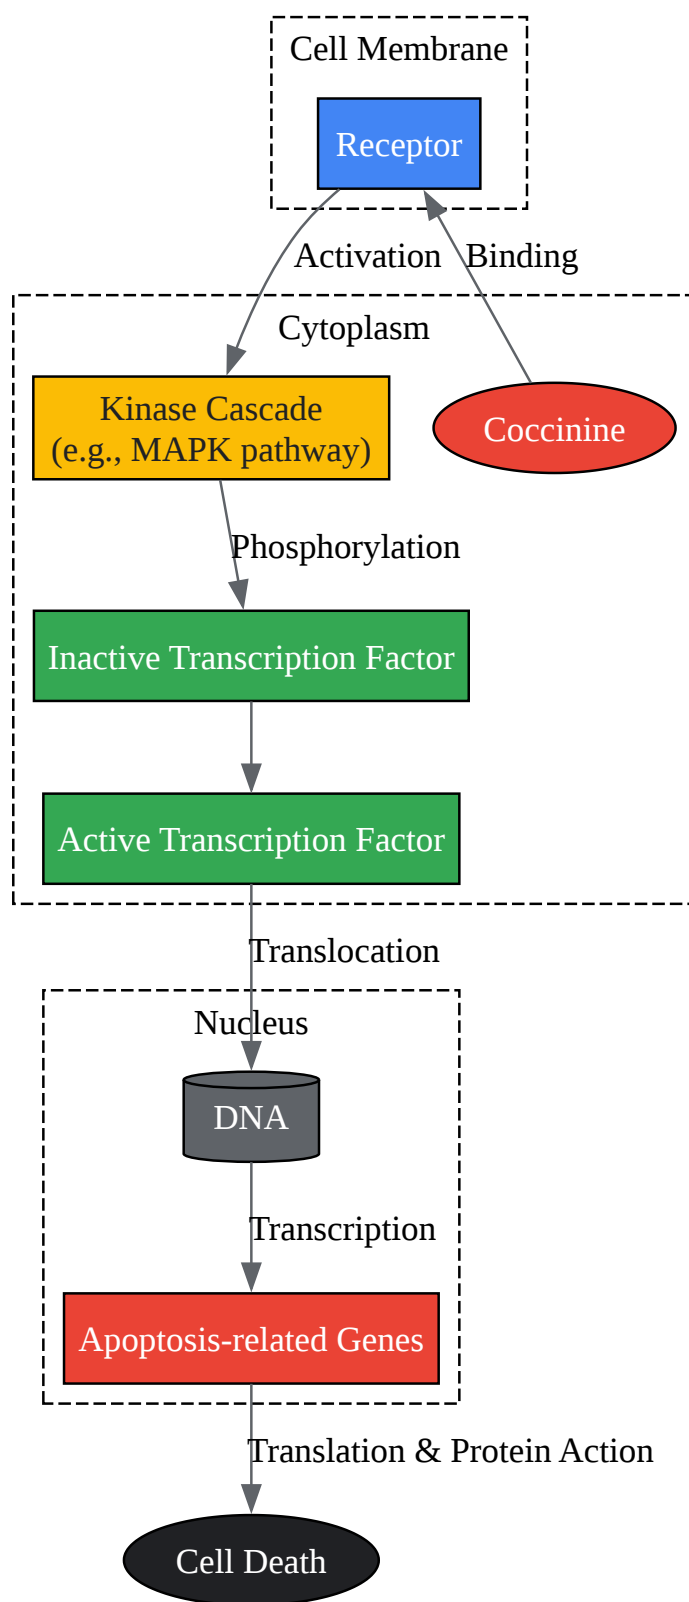 Cell Membrane
Receptor
Activation
Binding
Cytoplasm
Kinase Cascade
(e.g., MAPK pathway)
Coccinine
Phosphorylation
Inactive Transcription Factor
Active Transcription Factor
Translocation
Nucleus
DNA
Transcription
Apoptosis-related Genes
Translation & Protein Action
Cell Death